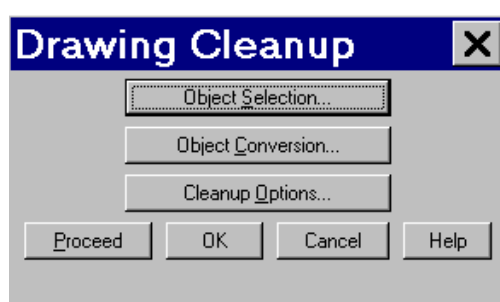 Drawing Cleanup
Object Selection...
Object Conversion...
Cleanup Options...
Proceed OK Cancel Help